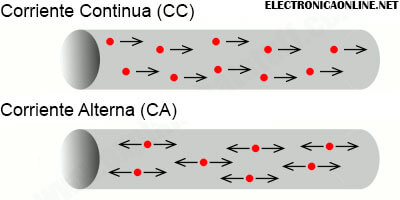 ELECTRONICAONLINE.NET
Corriente Continua (CC)
Corriente Alterna (CA)